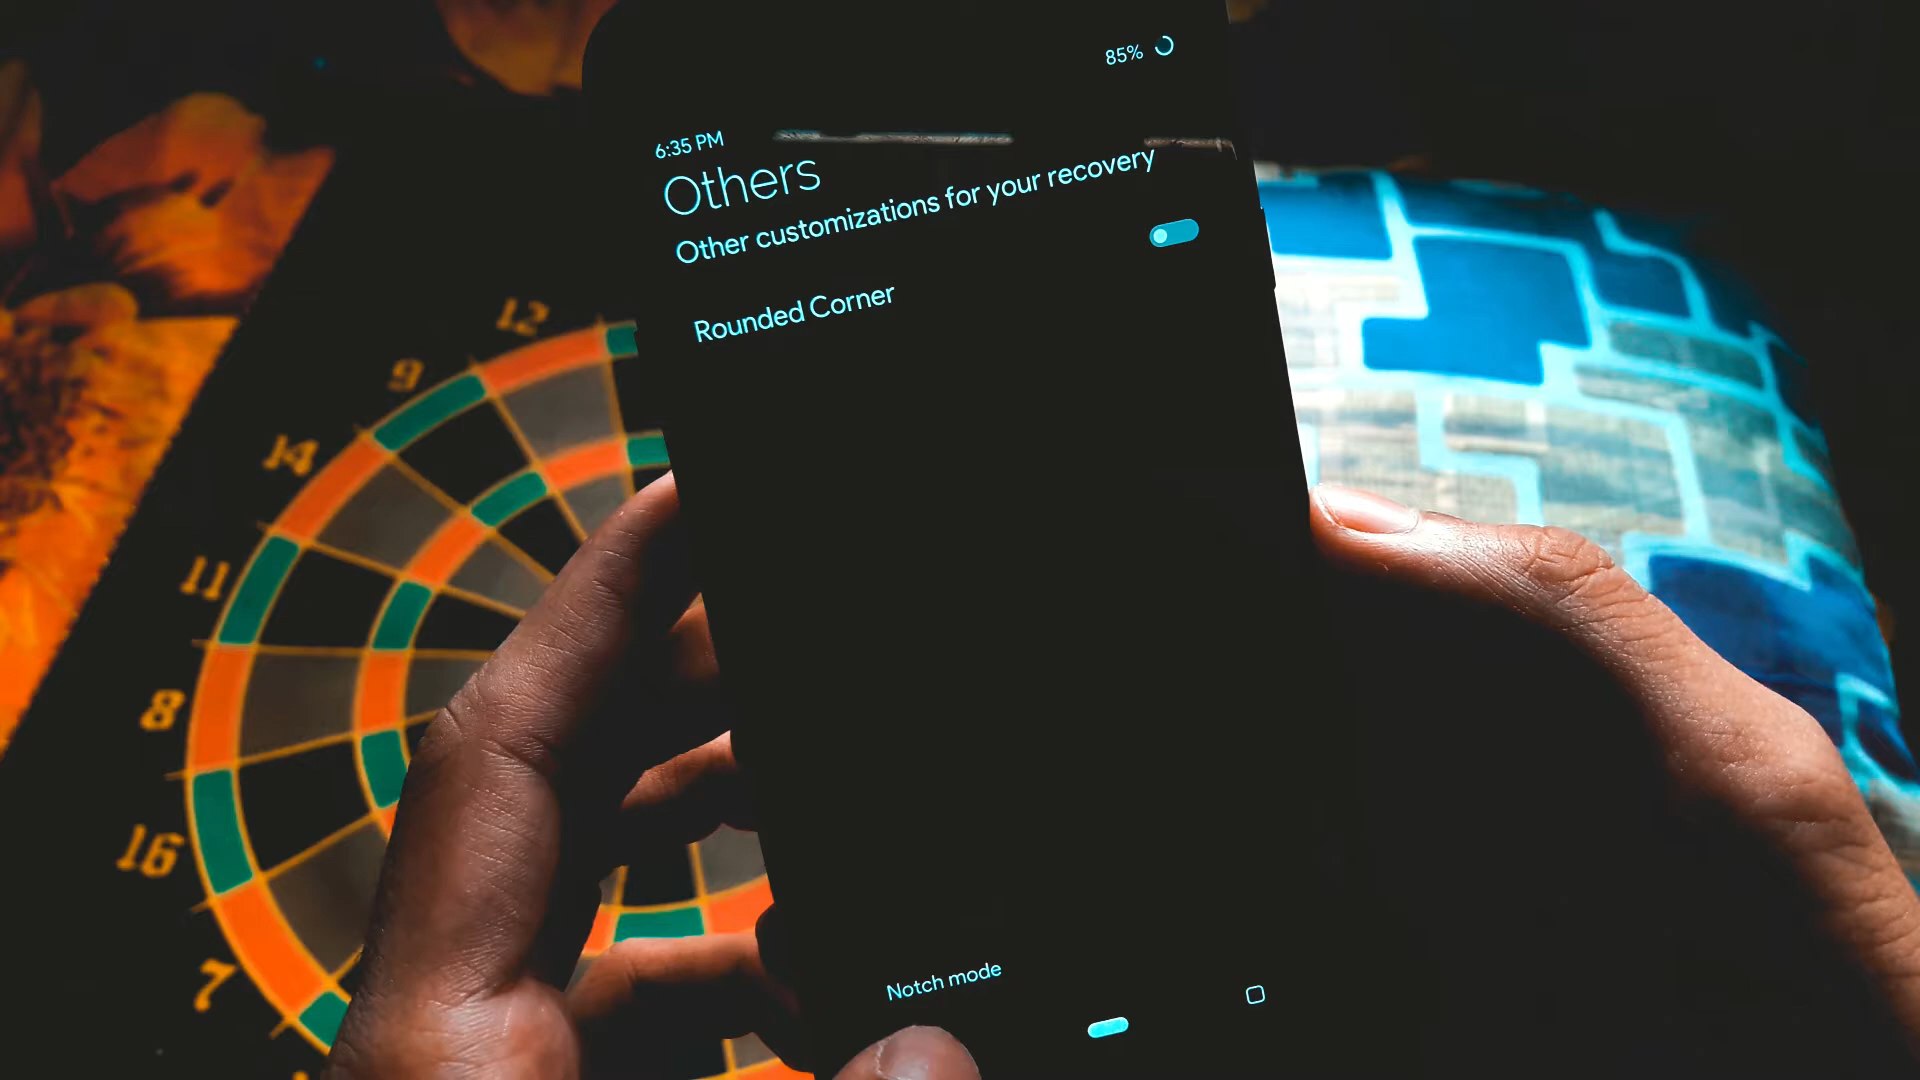 85%
6:35 PM
Others
Other customizations for your recovery
Rounded Corner
Notch mode
12
9
14
11
8
16
7